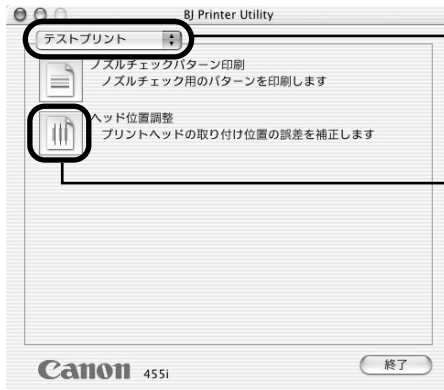 BJ Printer Utility
テストプリント
ノズルチェックパターン印刷
ノズルチェック用のパターンを印刷します
ヘッド位置調整
プリントヘッドの取り付け位置の誤差を補正します
Canon 455i
終了